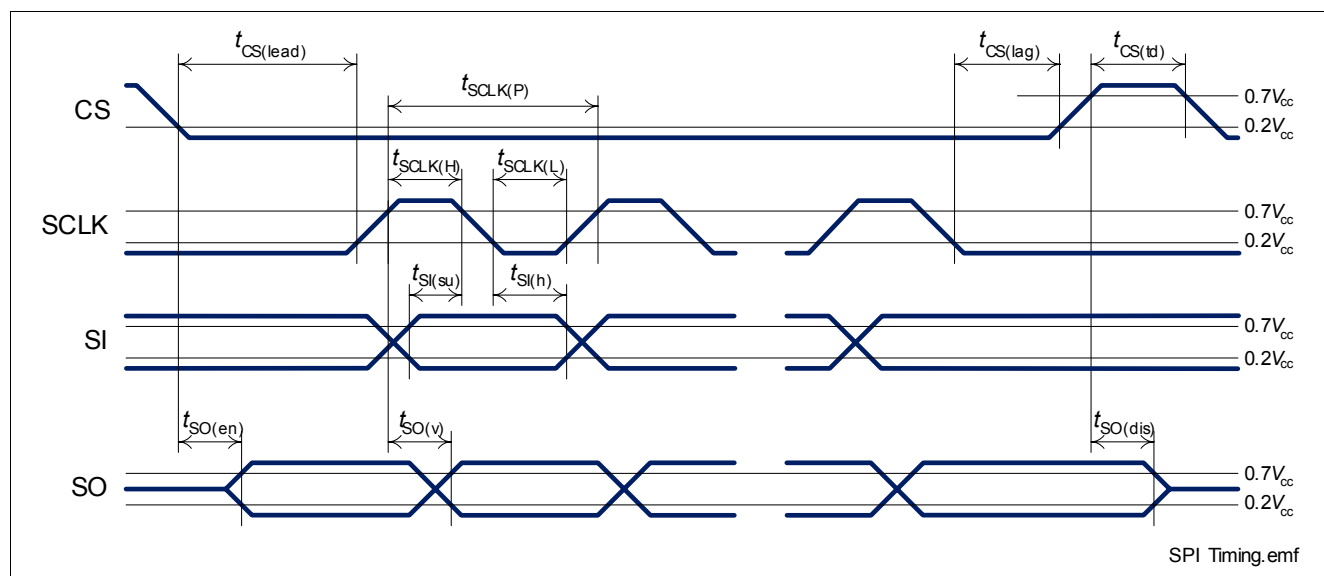 tCS(lead)
tCS(lag)
tCS(td)
tSCLK(P)
CS
0.7Vcc
0.2Vcc
tSCLK(H)
tSCLK(L)
SCLK
0.7Vcc
0.2Vcc
tSI(su)
tSI(h)
SI
0.7Vcc
0.2Vcc
tSO(en)
tSO(v)
tSO(dis)
SO
0.7Vcc
0.2Vcc
SPI Timing.emf